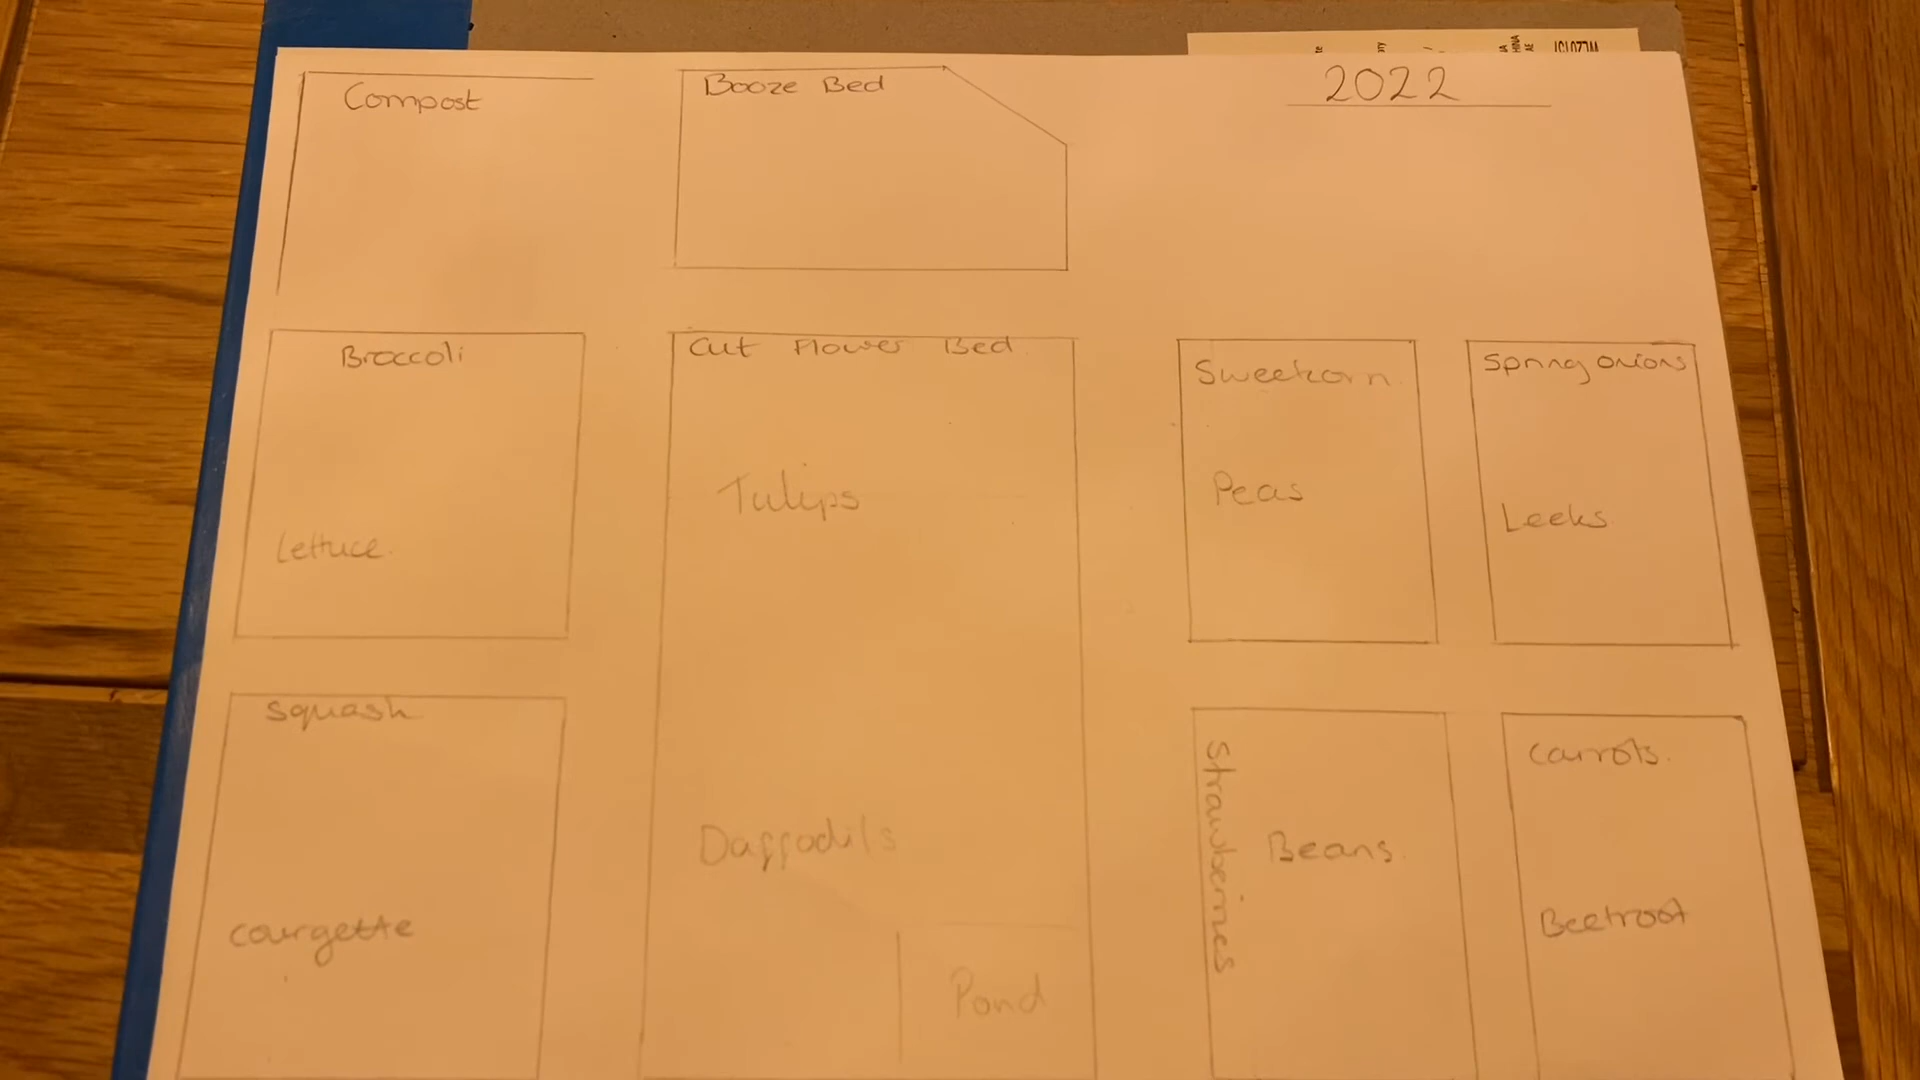 Compost
Booze Bed
2022
Broccoli
Lettuce.
Cut Flower Bed
Tulips
Daffodils
Pond
Sweetcorn.
Peas
Spring onions
Leeks
Squash
Courgette
Strawberries
Beans.
Carrots.
Beetroot